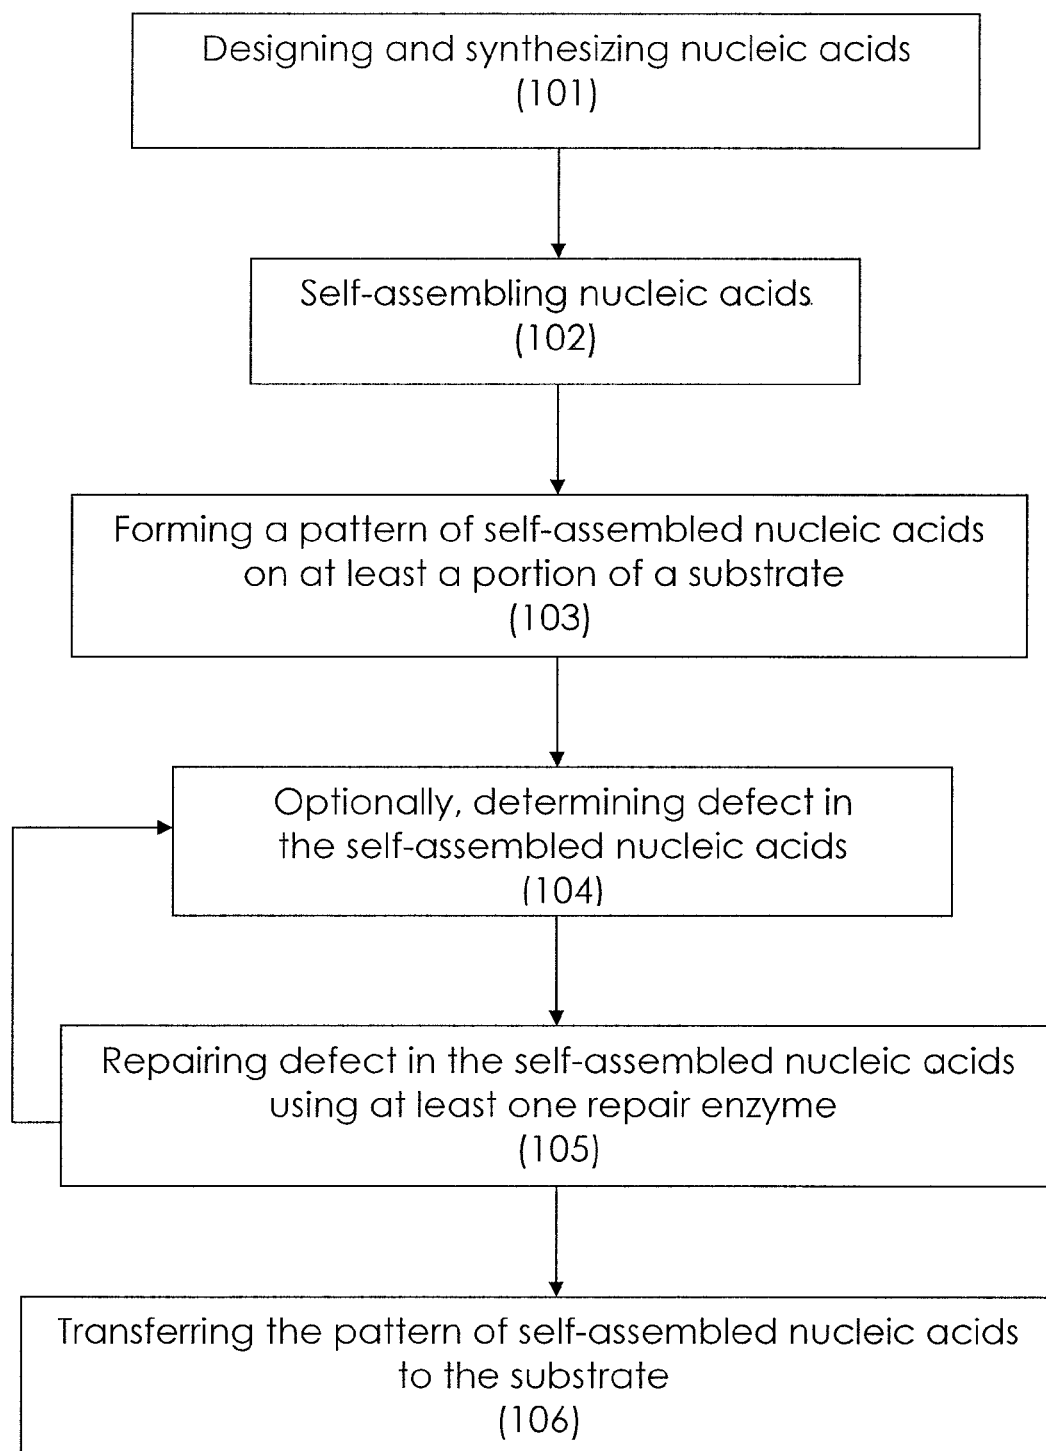 Designing and synthesizing nucleic acids
(101)
Self-assembling nucleic acids
(102)
Forming a pattern of self-assembled nucleic acids
on at least a portion of a substrate
(103)
Optionally, determining defect in
the self-assembled nucleic acids
(104)
Repairing defect in the self-assembled nucleic acids
using at least one repair enzyme
(105)
Transferring the pattern of self-assembled nucleic acids
to the substrate
(106)